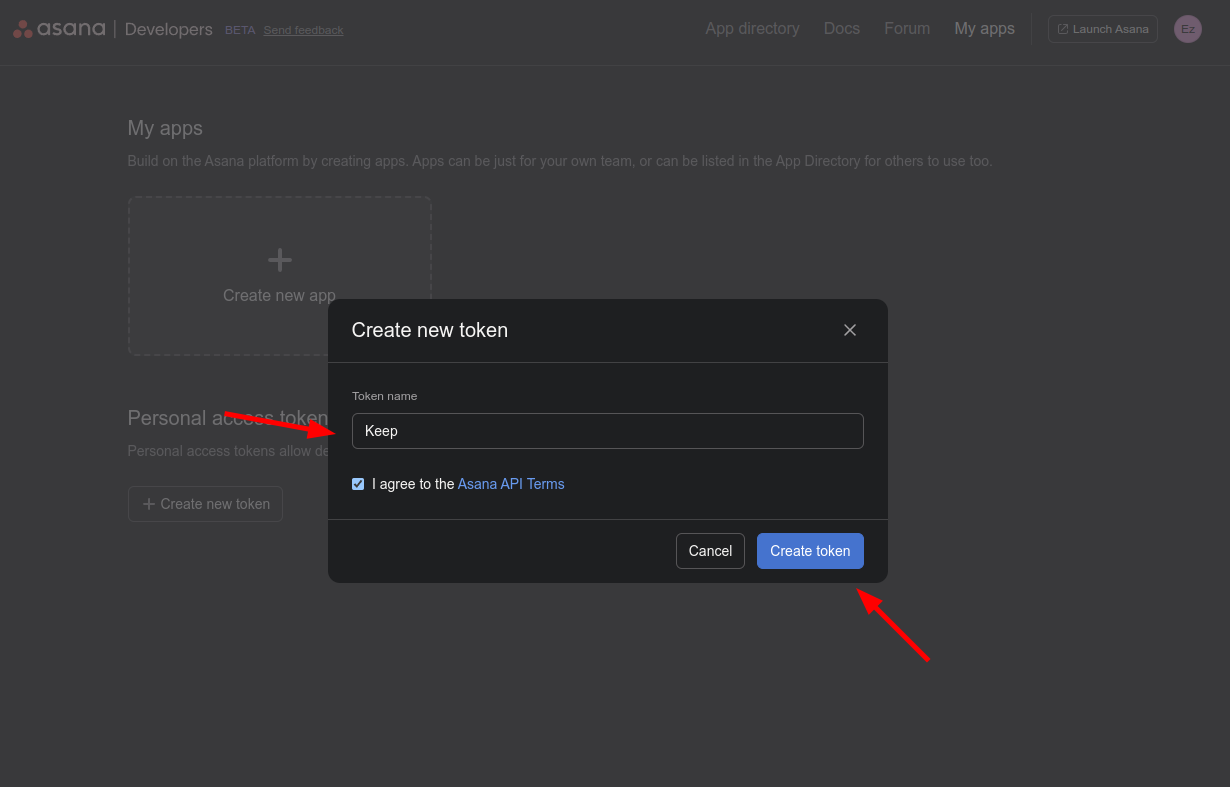 asana | Developers BETA Send feedback App directory Docs Forum My apps Launch Asana Ez
My apps
Build on the Asana platform by creating apps. Apps can be just for your own team, or can be listed in the App Directory for others to use too.
Create new app
Create new token
Token name
Personal access token
Keep
Personal access tokens allow de
I agree to the Asana API Terms
Create new token
Cancel Create token